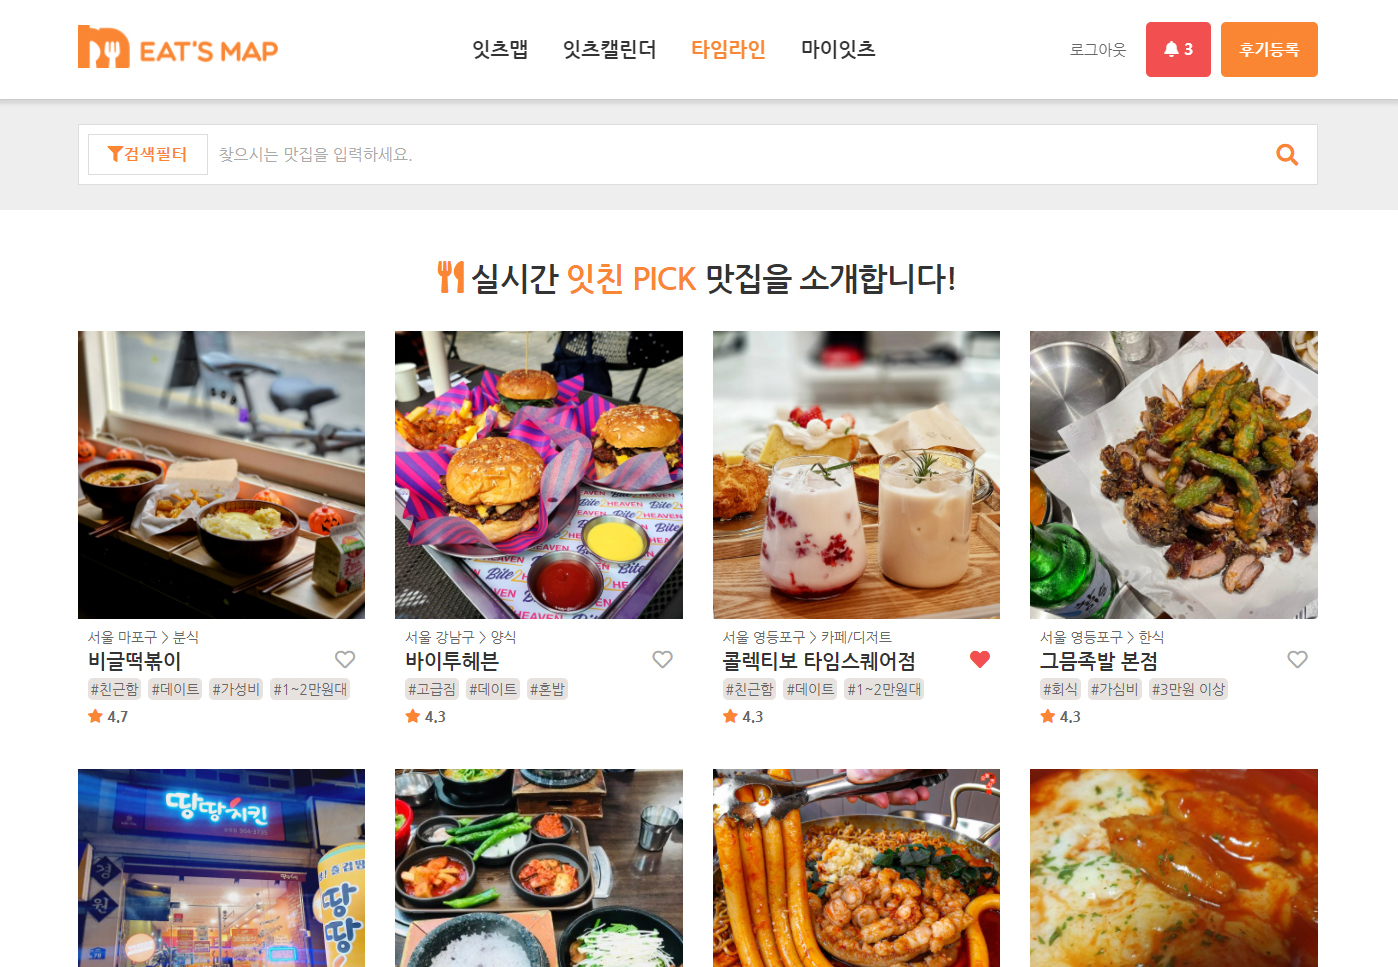 EAT'S MAP
잇츠맵 잇츠캘린더 타임라인 마이잇츠
로그아웃 3 후기등록
검색필터 찾으시는 맛집을 입력하세요.
실시간 잇친 PICK 맛집을 소개합니다!
서울 마포구 > 분식
비글떡볶이
#친근함 #데이트 #가성비 #1~2만원대
4.7
Bite2HEAVEN
서울 강남구 > 양식
바이투헤븐
#고급짐 #데이트 #혼밥
4.3
서울 영등포구 > 카페/디저트
콜렉티보 타임스퀘어점
#친근함 #데이트 #1~2만원대
4.3
서울 영등포구 > 한식
그믐족발 본점
#회식 #가심비 #3만원 이상
4.3
땅땅치킨
경원
땅땅